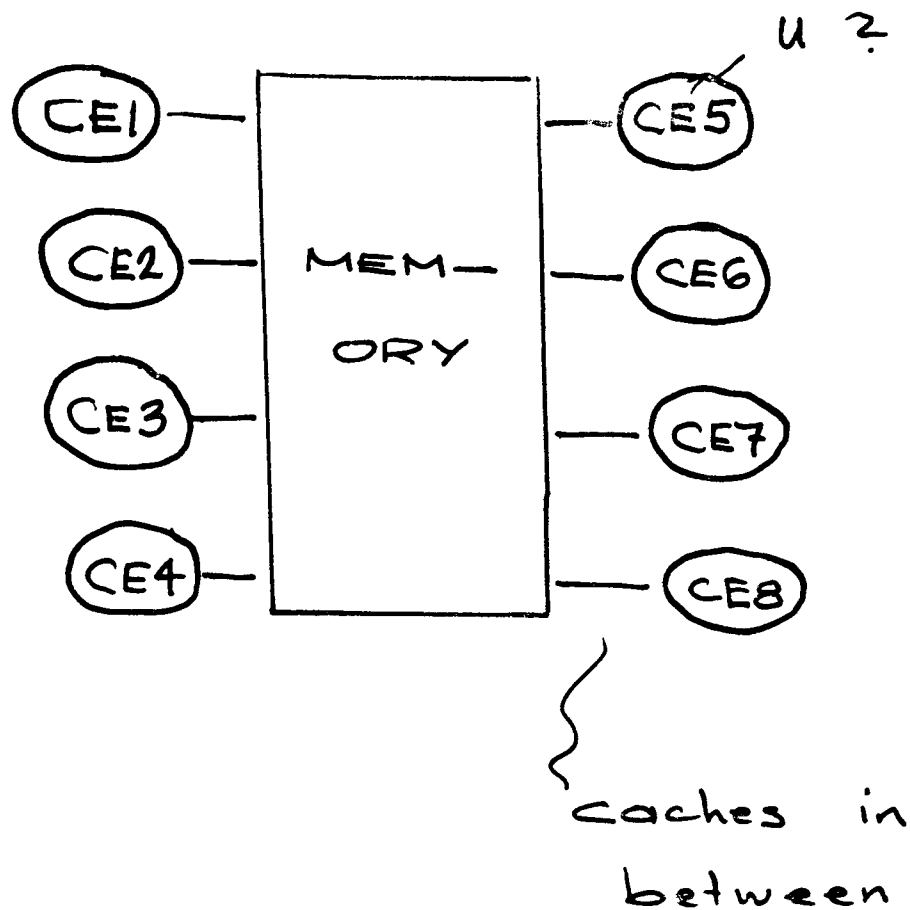 u ?
CE1
CE5
CE2
MEM-
CE6
ORY
CE3
CE7
CE4
CE8
caches in
between